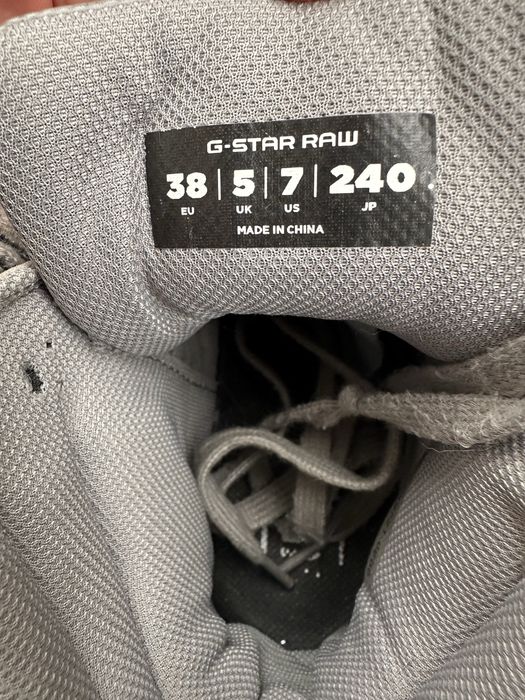 G-STAR RAW
38 | 5 | 7 | 240
EU UK US JP
MADE IN CHINA